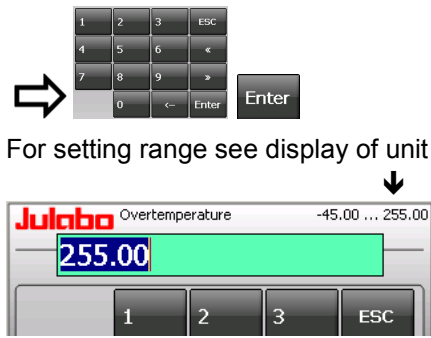 1 2 3 ESC
4 5 6 «
7 8 9 »
0 ← Enter
Enter
For setting range see display of unit
Julabo Overtemperature -45.00 ... 255.00
255.00
1 2 3 ESC